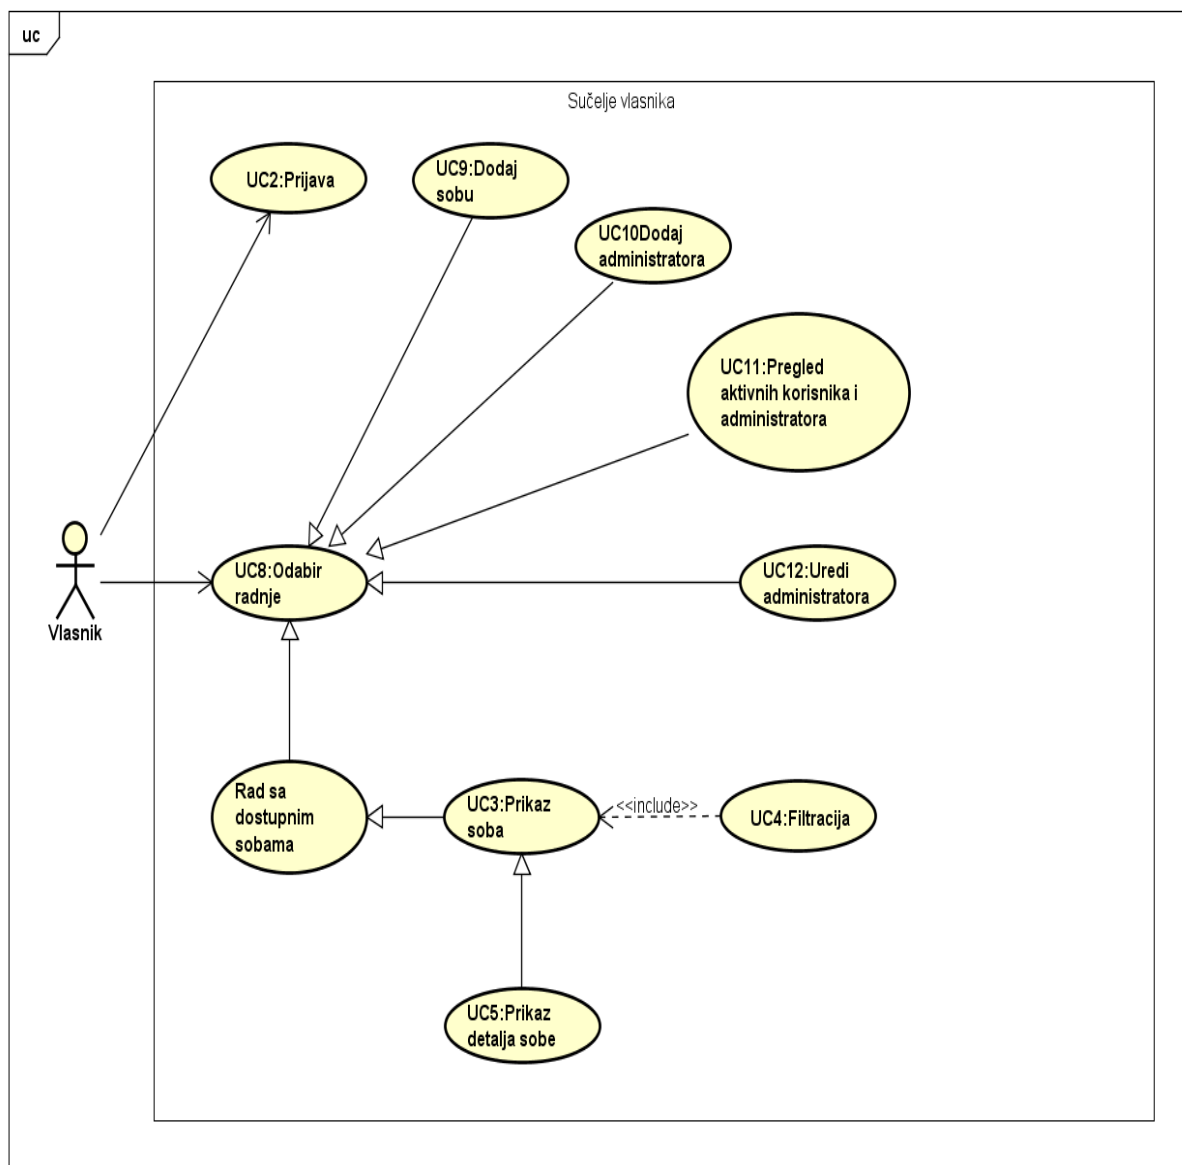 uc
Sučelje vlasnika
UC2:Prijava
UC9:Dodaj
sobu
UC10Dodaj
administratora
UC11:Pregled
aktivnih korisnika i
administratora
Vlasnik
UC8:Odabir
radnje
UC12:Uredi
administratora
Rad sa
dostupnim
sobama
UC3:Prikaz
soba
<<include>>
UC4:Filtracija
UC5:Prikaz
detalja sobe